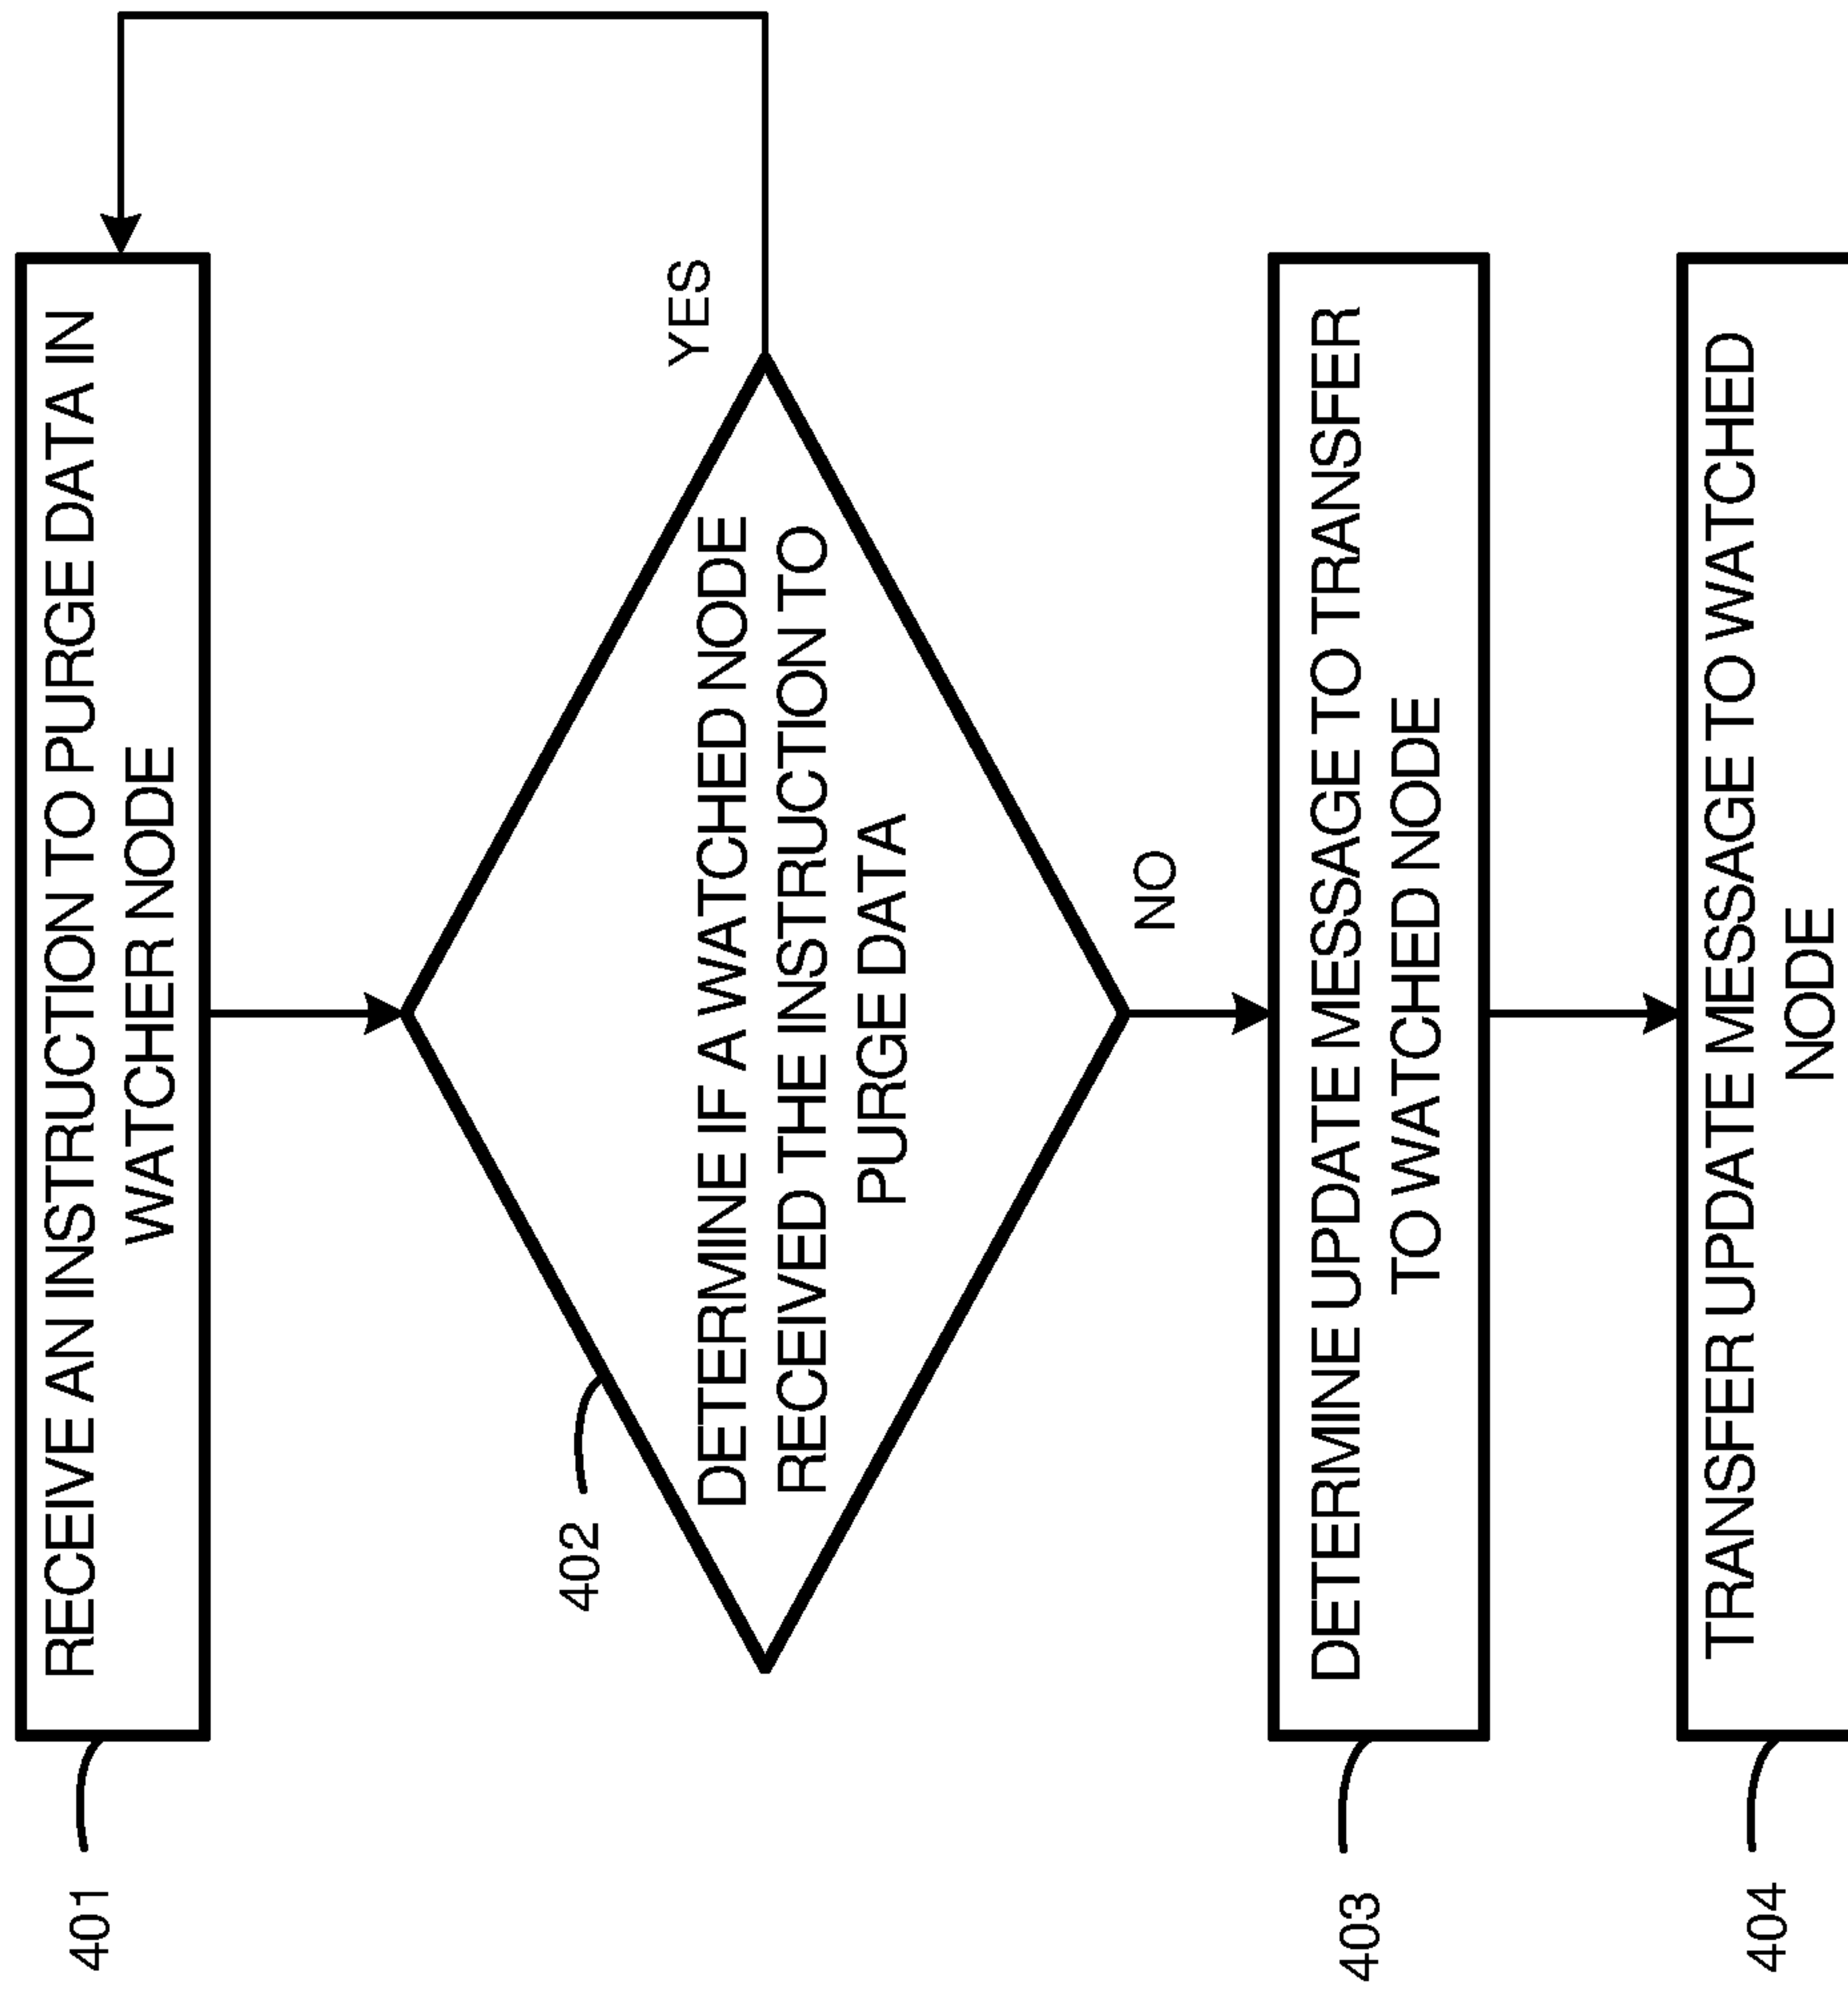 401
RECEIVE AN INSTRUCTION TO PURGE DATA IN
WATCHER NODE
402
DETERMINE IF A WATCHED NODE
RECEIVED THE INSTRUCTION TO
PURGE DATA
YES
NO
403
DETERMINE UPDATE MESSAGE TO TRANSFER
TO WATCHED NODE
404
TRANSFER UPDATE MESSAGE TO WATCHED
NODE